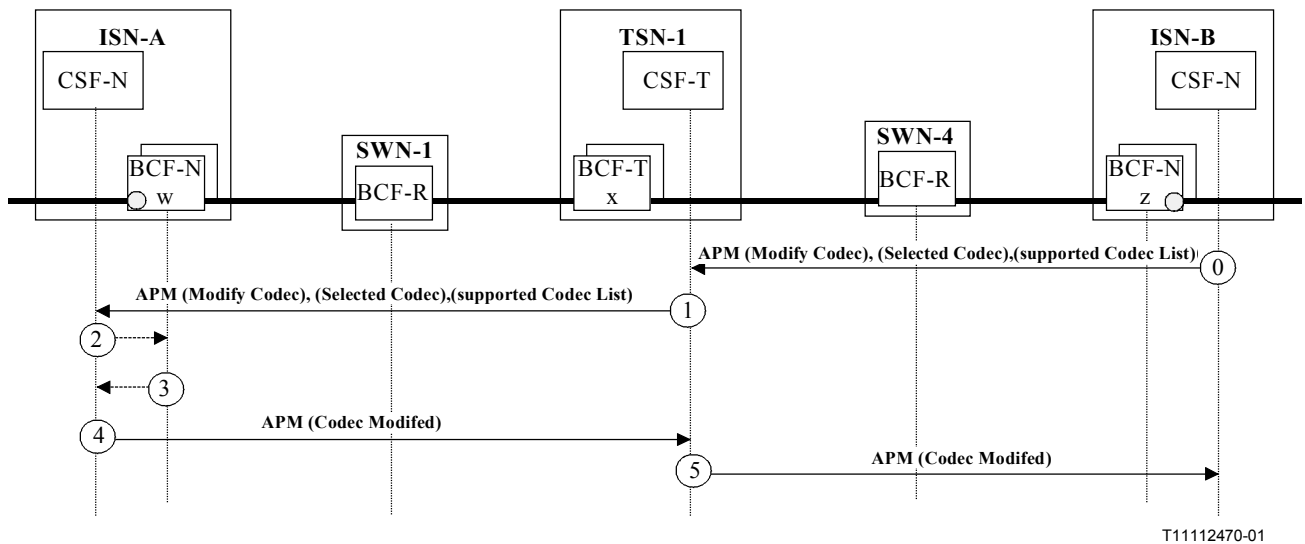 ISN-A
TSN-1
ISN-B
CSF-N
CSF-T
CSF-N
SWN-1
SWN-4
BCF-N
w
BCF-R
BCF-T
x
BCF-R
BCF-N
z
APM (Modify Codec), (Selected Codec),(supported Codec List)
0
APM (Modify Codec), (Selected Codec),(supported Codec List)
1
2
3
4
APM (Codec Modifed)
5
APM (Codec Modifed)
T11112470-01